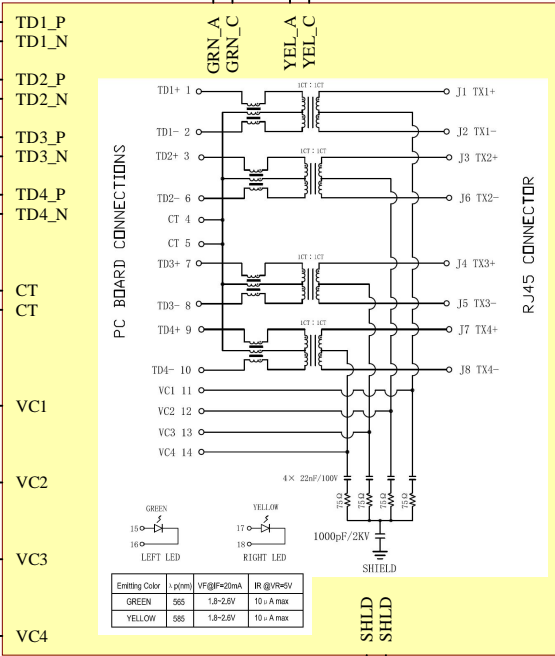 TD1_P
TD1_N
TD2_P
TD2_N
TD3_P
TD3_N
TD4_P
TD4_N
CT
CT
VC1
VC2
VC3
VC4
GRN_A
GRN_C
YEL_A
YEL_C
PC BOARD CONNECTIONS
TD1+ 1
TD1- 2
TD2+ 3
TD2- 6
CT 4
CT 5
TD3+ 7
TD3- 8
TD4+ 9
TD4- 10
VC1 11
VC2 12
VC3 13
VC4 14
1CT : 1CT
1CT : 1CT
1CT : 1CT
1CT : 1CT
J1 TX1+
J2 TX1-
J3 TX2+
J6 TX2-
J4 TX3+
J5 TX3-
J7 TX4+
J8 TX4-
RJ45 CONNECTOR
4× 22nF/100V
75Ω
75Ω
75Ω
75Ω
1000pF/2KV
SHIELD
GREEN
15
16
LEFT LED
YELLOW
17
18
RIGHT LED
Emitting Color λ p(nm) VF@IF=20mA IR @VR=5V
GREEN 565 1.8~2.6V 10 μ A max
YELLOW 585 1.8~2.6V 10 μ A max
SHLD
SHLD